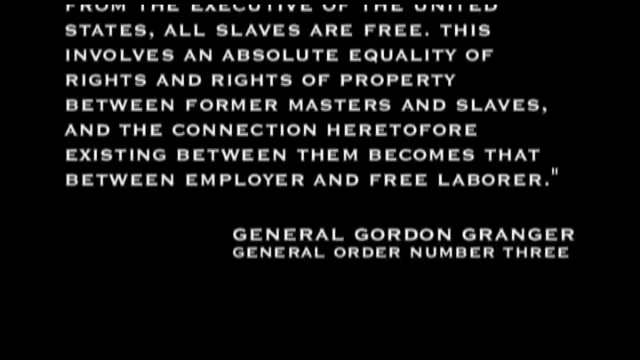 FROM THE EXECUTIVE OF THE UNITED
STATES, ALL SLAVES ARE FREE. THIS
INVOLVES AN ABSOLUTE EQUALITY OF
RIGHTS AND RIGHTS OF PROPERTY
BETWEEN FORMER MASTERS AND SLAVES,
AND THE CONNECTION HERETOFORE
EXISTING BETWEEN THEM BECOMES THAT
BETWEEN EMPLOYER AND FREE LABORER."
GENERAL GORDON GRANGER
GENERAL ORDER NUMBER THREE